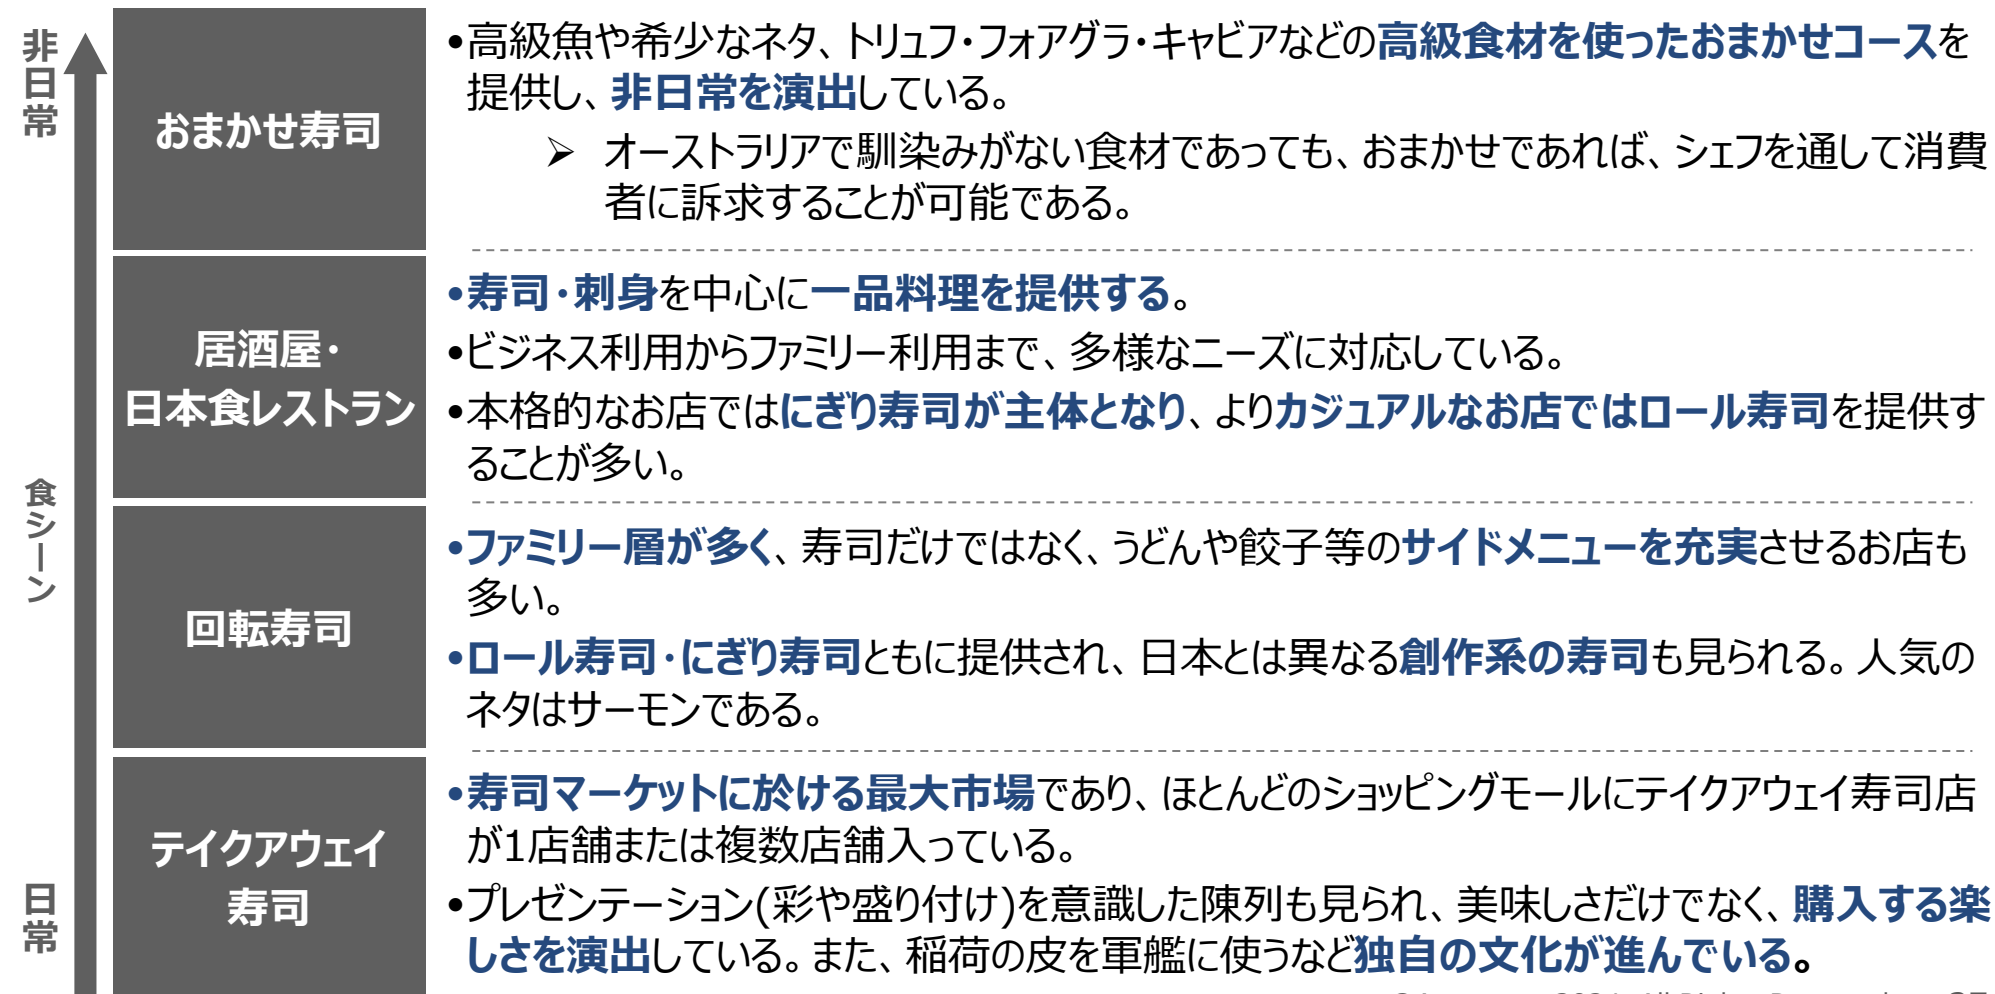 非日常
食シーン
日常
おまかせ寿司
•高級魚や希少なネタ、トリュフ・フォアグラ・キャビアなどの高級食材を使ったおまかせコースを
提供し、非日常を演出している。
➢ オーストラリアで馴染みがない食材であっても、おまかせであれば、シェフを通して消費
者に訴求することが可能である。
居酒屋・
日本食レストラン
•寿司・刺身を中心に一品料理を提供する。
•ビジネス利用からファミリー利用まで、多様なニーズに対応している。
•本格的なお店ではにぎり寿司が主体となり、よりカジュアルなお店ではロール寿司を提供す
ることが多い。
回転寿司
•ファミリー層が多く、寿司だけではなく、うどんや餃子等のサイドメニューを充実させるお店も
多い。
•ロール寿司・にぎり寿司ともに提供され、日本とは異なる創作系の寿司も見られる。人気の
ネタはサーモンである。
テイクアウェイ
寿司
•寿司マーケットに於ける最大市場であり、ほとんどのショッピングモールにテイクアウェイ寿司店
が1店舗または複数店舗入っている。
•プレゼンテーション(彩や盛り付け)を意識した陳列も見られ、美味しさだけでなく、購入する楽
しさを演出している。また、稲荷の皮を軍艦に使うなど独自の文化が進んでいる。